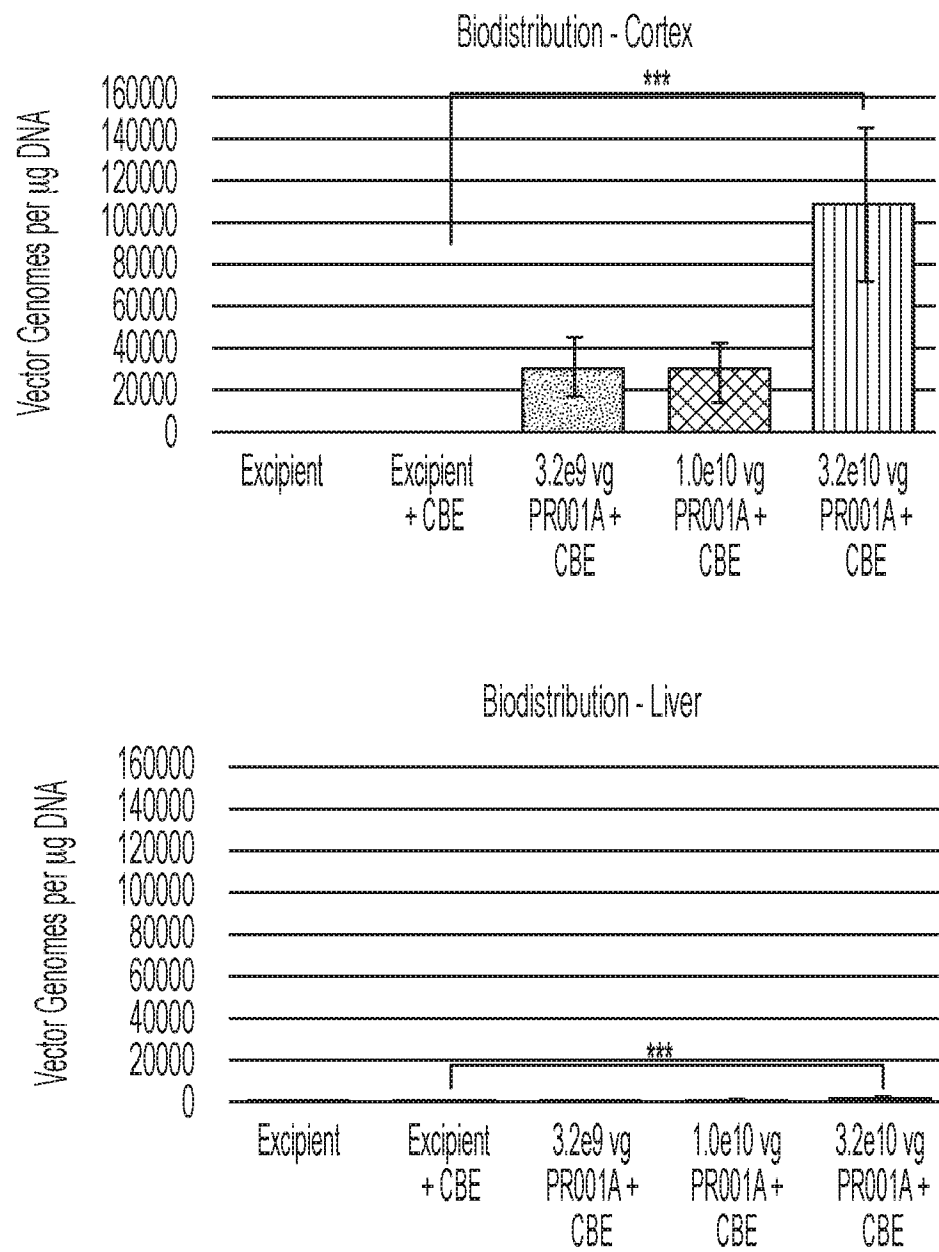 Biodistribution - Cortex
***
Vector Genomes per µg DNA
160000
140000
120000
100000
80000
60000
40000
20000
0
Excipient
Excipient
+ CBE
3.2e9 vg
PR001A +
CBE
1.0e10 vg
PR001A +
CBE
3.2e10 vg
PR001A +
CBE
Biodistribution - Liver
Vector Genomes per µg DNA
160000
140000
120000
100000
80000
60000
40000
20000
0
***
Excipient
Excipient
+ CBE
3.2e9 vg
PR001A +
CBE
1.0e10 vg
PR001A +
CBE
3.2e10 vg
PR001A +
CBE